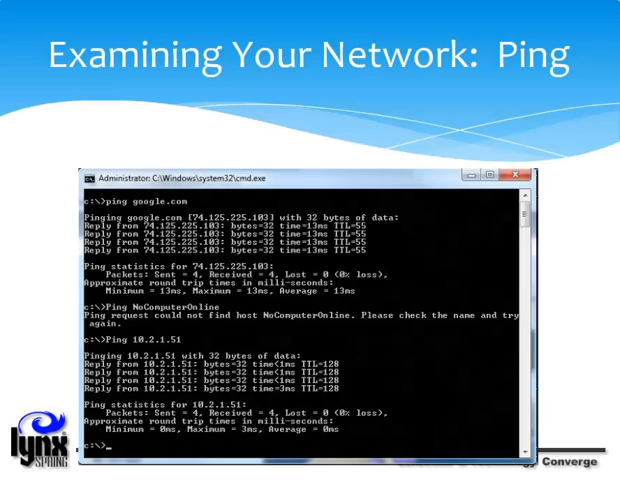 Examining Your Network:  Ping
Administrator: C:\Windows\system32\cmd.exe
c:\>ping google.com
Pinging google.com [74.125.225.103] with 32 bytes of data:
Reply from 74.125.225.103: bytes=32 time=13ms TTL=55
Reply from 74.125.225.103: bytes=32 time=13ms TTL=55
Reply from 74.125.225.103: bytes=32 time=13ms TTL=55
Reply from 74.125.225.103: bytes=32 time=13ms TTL=55
Ping statistics for 74.125.225.103:
    Packets: Sent = 4, Received = 4, Lost = 0 (0% loss),
Approximate round trip times in milli-seconds:
    Minimum = 13ms, Maximum = 13ms, Average = 13ms
c:\>Ping NoComputerOnline
Ping request could not find host NoComputerOnline. Please check the name and try
 again.
c:\>Ping 10.2.1.51
Pinging 10.2.1.51 with 32 bytes of data:
Reply from 10.2.1.51: bytes=32 time<1ms TTL=128
Reply from 10.2.1.51: bytes=32 time<1ms TTL=128
Reply from 10.2.1.51: bytes=32 time<1ms TTL=128
Reply from 10.2.1.51: bytes=32 time=3ms TTL=128
Ping statistics for 10.2.1.51:
    Packets: Sent = 4, Received = 4, Lost = 0 (0% loss),
Approximate round trip times in milli-seconds:
    Minimum = 0ms, Maximum = 3ms, Average = 0ms
c:\>_
lynx
SPRING
Converge